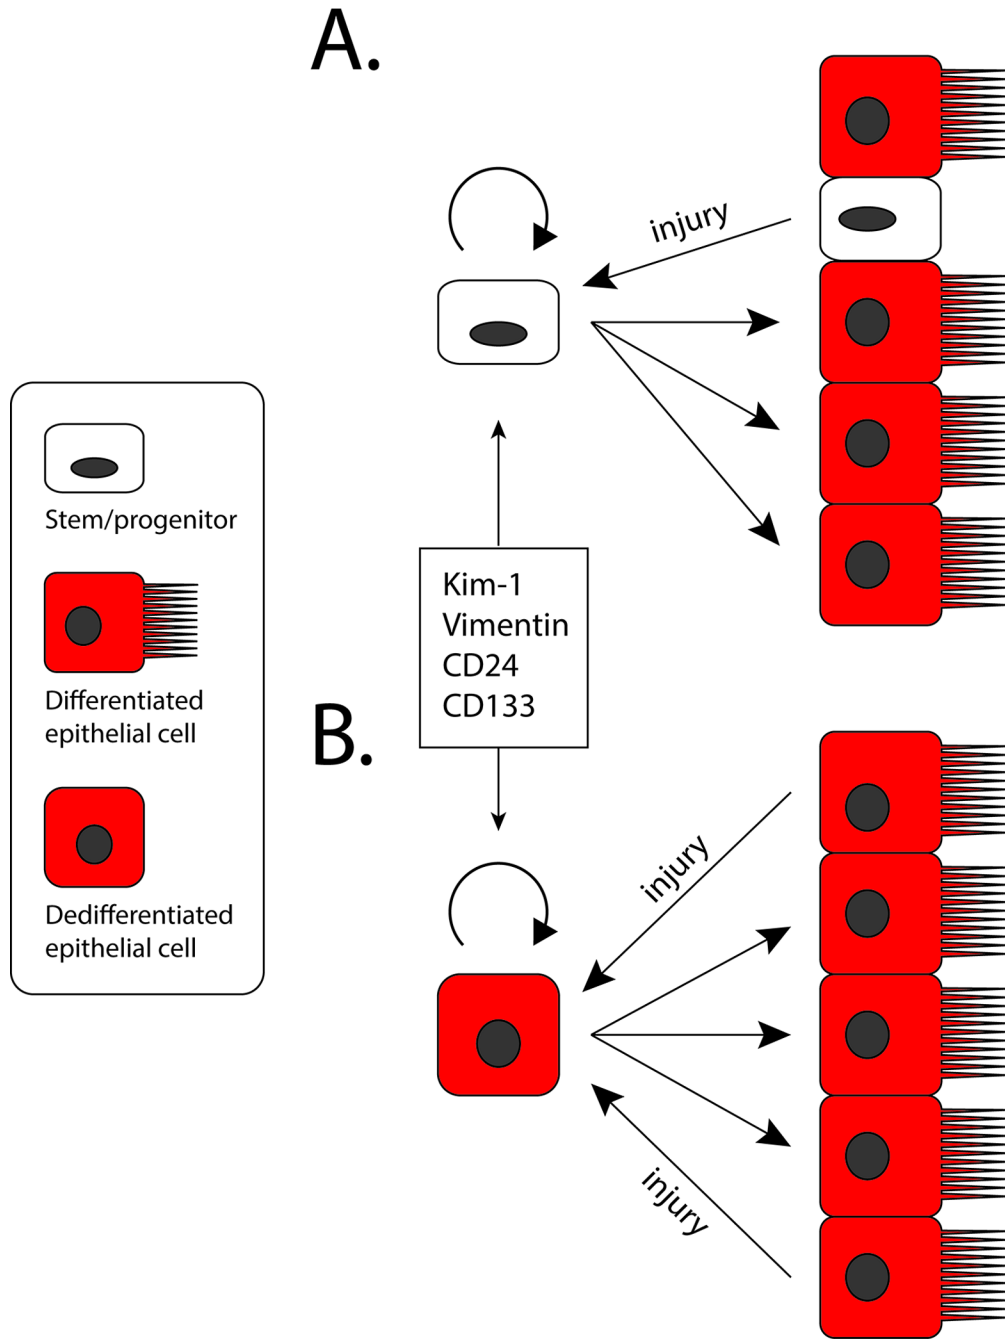 A.
injury
Stem/progenitor
Differentiated
epithelial cell
Dedifferentiated
epithelial cell
Kim-1
Vimentin
CD24
CD133
B.
injury
injury